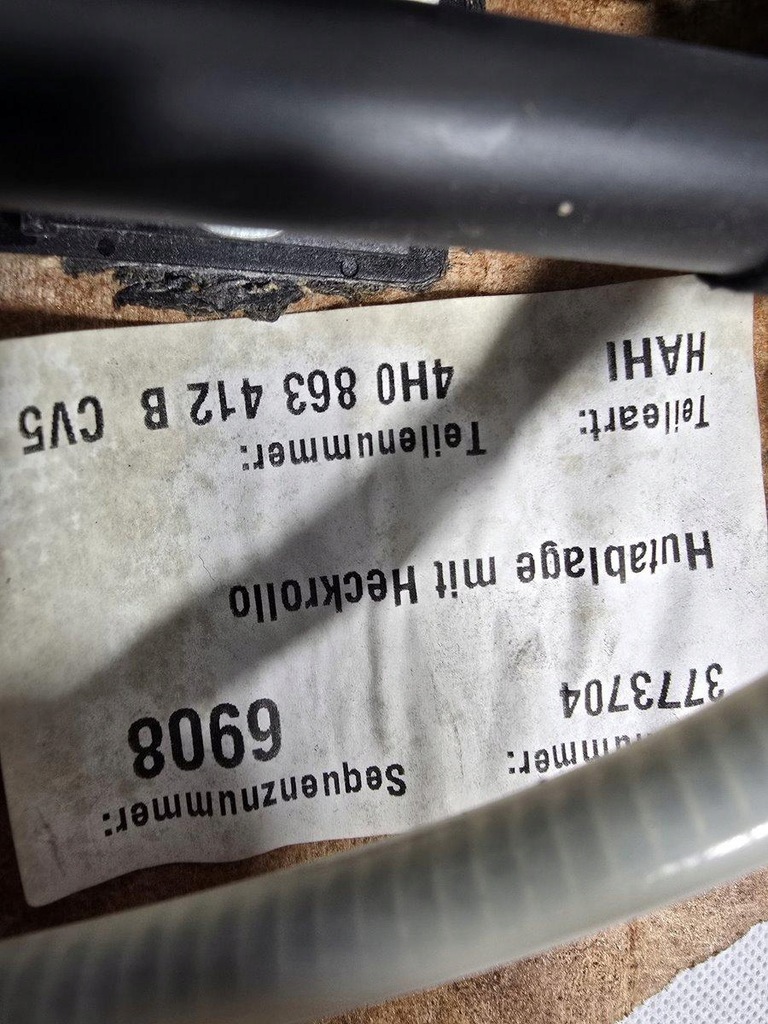 Sequenznummer:
3773704 6908
Hutablage mit Heckrollo
Teileart: Teilenummer:
HAHI 4H0 863 412 B CV5